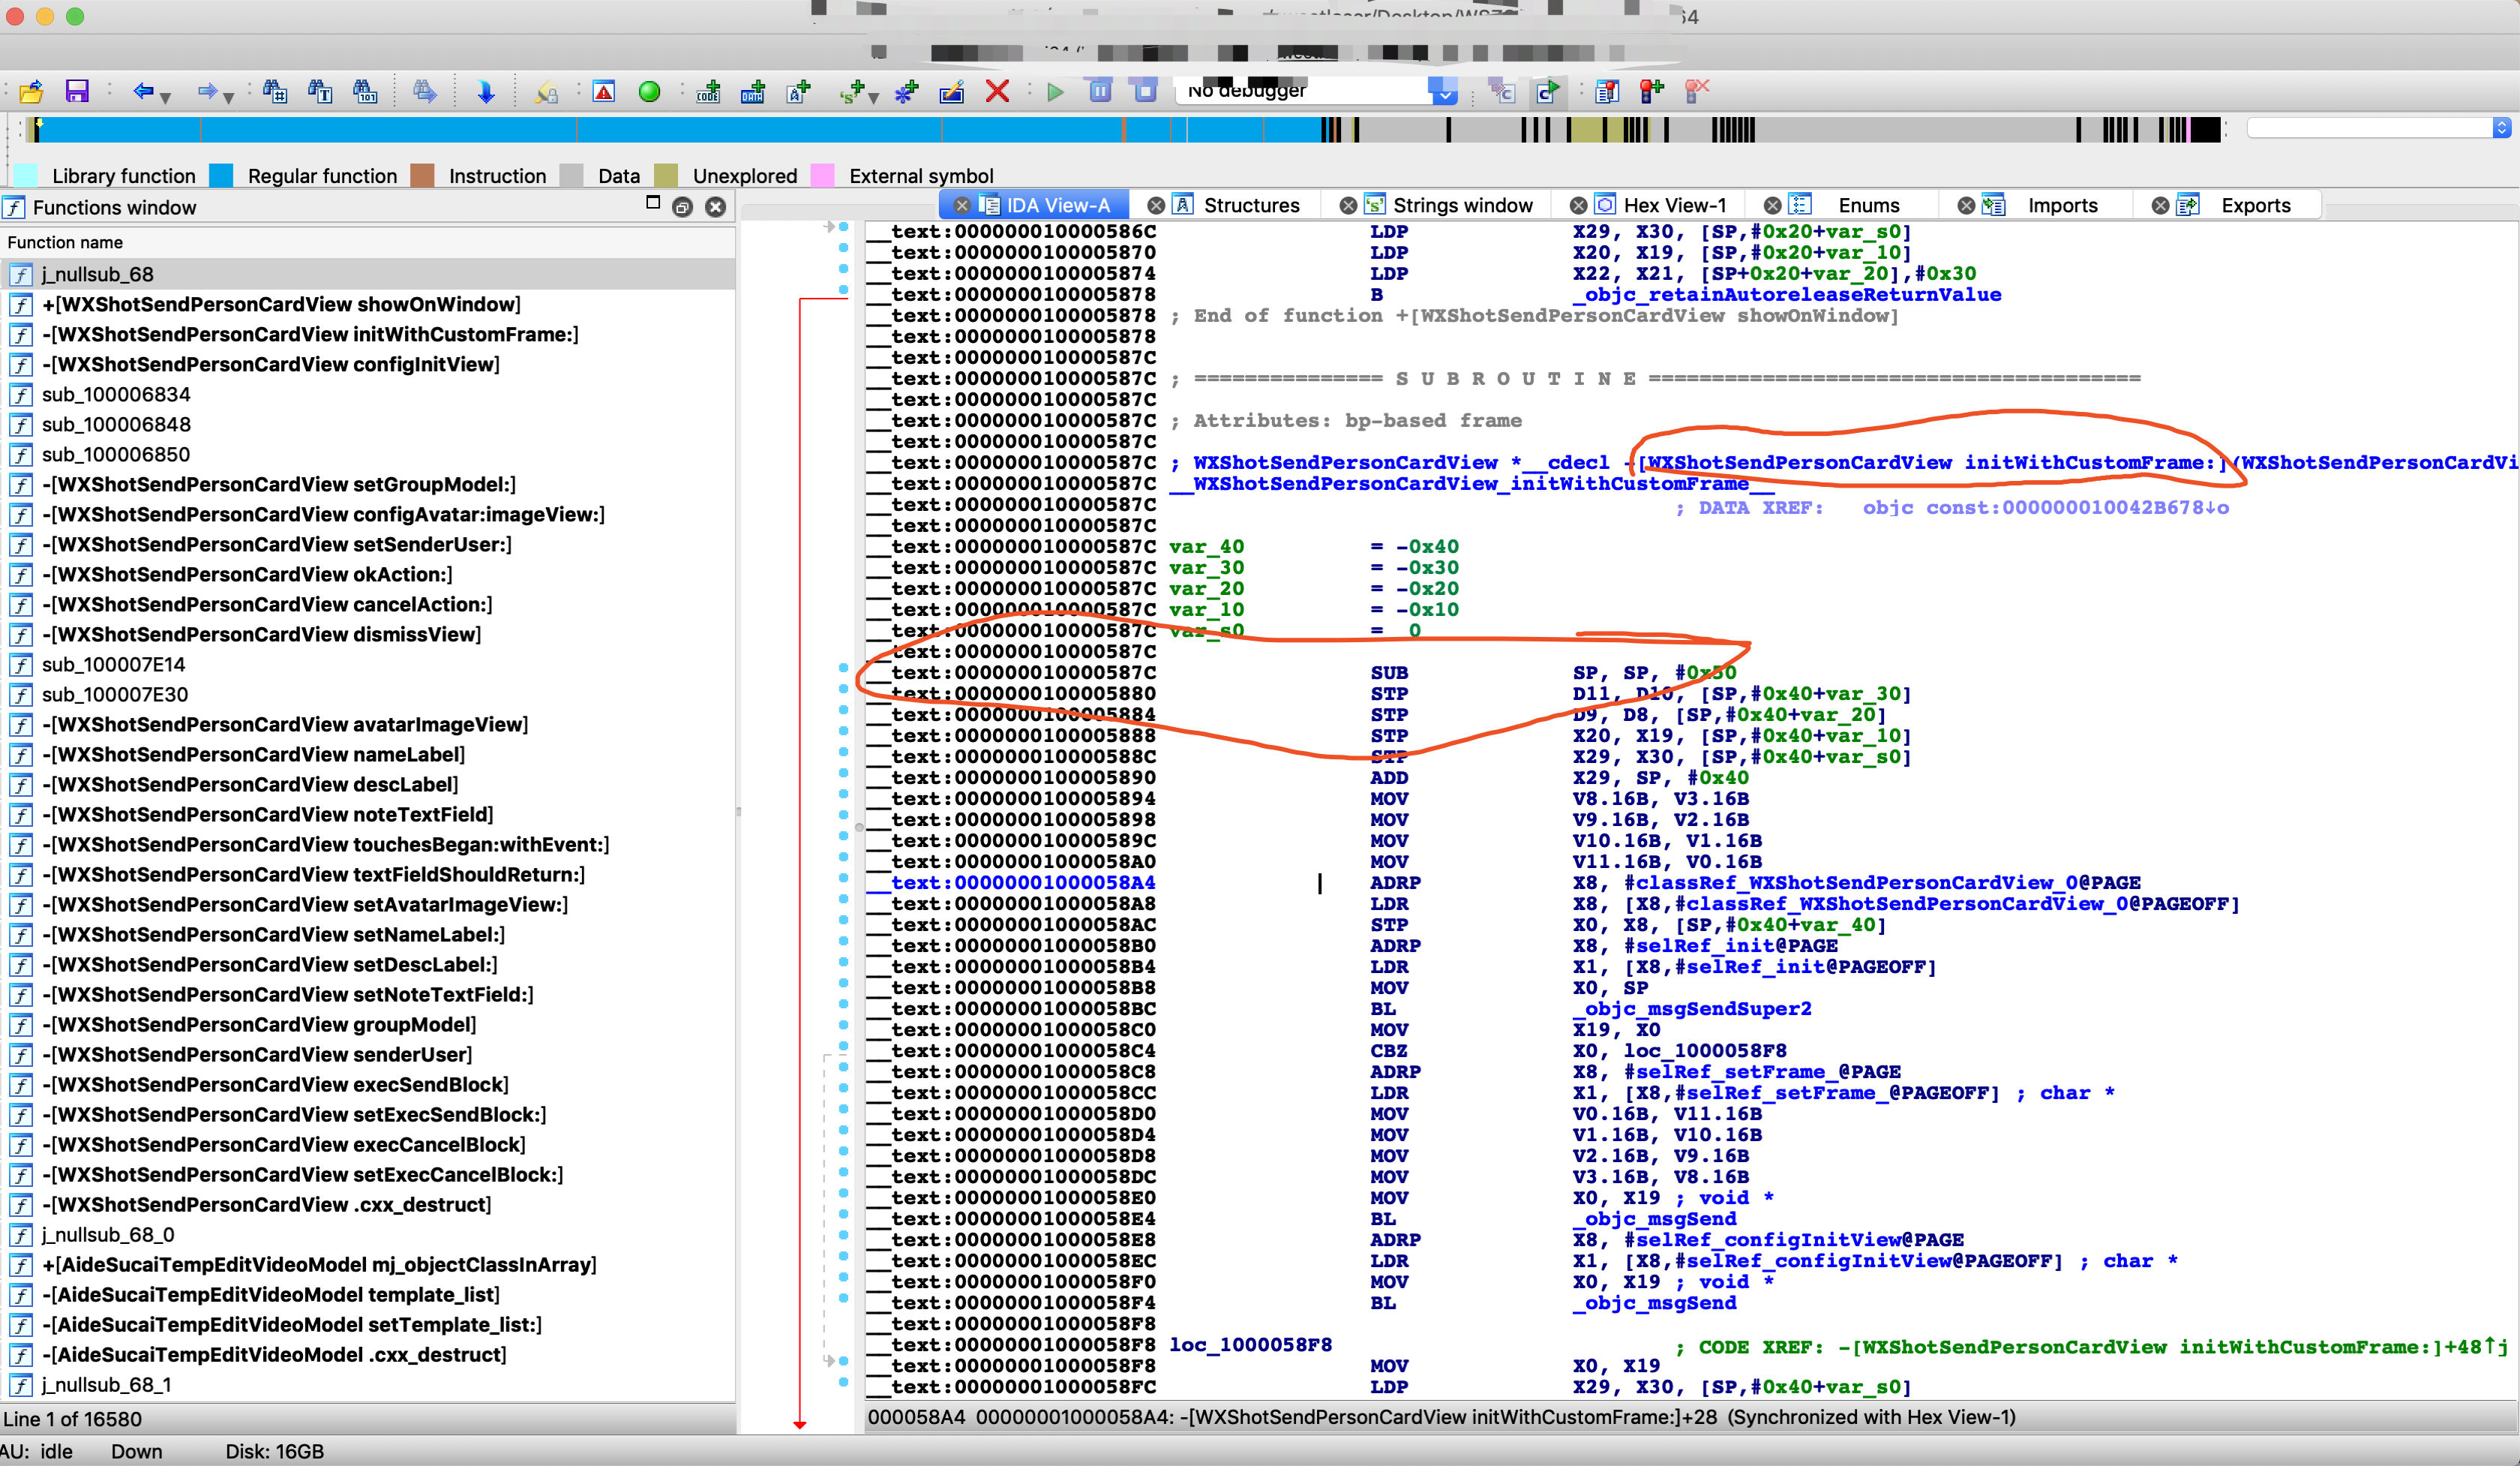 No debugger
Library function Regular function Instruction Data Unexplored External symbol
Functions window
Function name
j_nullsub_68
+[WXShotSendPersonCardView showOnWindow]
-[WXShotSendPersonCardView initWithCustomFrame:]
-[WXShotSendPersonCardView configInitView]
sub_100006834
sub_100006848
sub_100006850
-[WXShotSendPersonCardView setGroupModel:]
-[WXShotSendPersonCardView configAvatar:imageView:]
-[WXShotSendPersonCardView setSenderUser:]
-[WXShotSendPersonCardView okAction:]
-[WXShotSendPersonCardView cancelAction:]
-[WXShotSendPersonCardView dismissView]
sub_100007E14
sub_100007E30
-[WXShotSendPersonCardView avatarImageView]
-[WXShotSendPersonCardView nameLabel]
-[WXShotSendPersonCardView descLabel]
-[WXShotSendPersonCardView noteTextField]
-[WXShotSendPersonCardView touchesBegan:withEvent:]
-[WXShotSendPersonCardView textFieldShouldReturn:]
-[WXShotSendPersonCardView setAvatarImageView:]
-[WXShotSendPersonCardView setNameLabel:]
-[WXShotSendPersonCardView setDescLabel:]
-[WXShotSendPersonCardView setNoteTextField:]
-[WXShotSendPersonCardView groupModel]
-[WXShotSendPersonCardView senderUser]
-[WXShotSendPersonCardView execSendBlock]
-[WXShotSendPersonCardView setExecSendBlock:]
-[WXShotSendPersonCardView execCancelBlock]
-[WXShotSendPersonCardView setExecCancelBlock:]
-[WXShotSendPersonCardView .cxx_destruct]
j_nullsub_68_0
+[AideSucaiTempEditVideoModel mj_objectClassInArray]
-[AideSucaiTempEditVideoModel template_list]
-[AideSucaiTempEditVideoModel setTemplate_list:]
-[AideSucaiTempEditVideoModel .cxx_destruct]
j_nullsub_68_1
Line 1 of 16580
IDA View-A Structures Strings window Hex View-1 Enums Imports Exports
__text:000000010000586C LDP X29, X30, [SP,#0x20+var_s0]
__text:0000000100005870 LDP X20, X19, [SP,#0x20+var_10]
__text:0000000100005874 LDP X22, X21, [SP+0x20+var_20],#0x30
__text:0000000100005878 B _objc_retainAutoreleaseReturnValue
__text:0000000100005878 ; End of function +[WXShotSendPersonCardView showOnWindow]
__text:0000000100005878
__text:000000010000587C
__text:000000010000587C ; =============== S U B R O U T I N E =======================================
__text:000000010000587C
__text:000000010000587C ; Attributes: bp-based frame
__text:000000010000587C
__text:000000010000587C ; WXShotSendPersonCardView *__cdecl -[WXShotSendPersonCardView initWithCustomFrame:](WXShotSendPersonCardVi
__text:000000010000587C __WXShotSendPersonCardView_initWithCustomFrame__
__text:000000010000587C ; DATA XREF: objc const:000000010042B678↓o
__text:000000010000587C
__text:000000010000587C var_40 = -0x40
__text:000000010000587C var_30 = -0x30
__text:000000010000587C var_20 = -0x20
__text:000000010000587C var_10 = -0x10
__text:000000010000587C var_s0 = 0
__text:000000010000587C
__text:000000010000587C SUB SP, SP, #0x50
__text:0000000100005880 STP D11, D10, [SP,#0x40+var_30]
__text:0000000100005884 STP D9, D8, [SP,#0x40+var_20]
__text:0000000100005888 STP X20, X19, [SP,#0x40+var_10]
__text:000000010000588C STP X29, X30, [SP,#0x40+var_s0]
__text:0000000100005890 ADD X29, SP, #0x40
__text:0000000100005894 MOV V8.16B, V3.16B
__text:0000000100005898 MOV V9.16B, V2.16B
__text:000000010000589C MOV V10.16B, V1.16B
__text:00000001000058A0 MOV V11.16B, V0.16B
__text:00000001000058A4 ADRP X8, #classRef_WXShotSendPersonCardView_0@PAGE
__text:00000001000058A8 LDR X8, [X8,#classRef_WXShotSendPersonCardView_0@PAGEOFF]
__text:00000001000058AC STP X0, X8, [SP,#0x40+var_40]
__text:00000001000058B0 ADRP X8, #selRef_init@PAGE
__text:00000001000058B4 LDR X1, [X8,#selRef_init@PAGEOFF]
__text:00000001000058B8 MOV X0, SP
__text:00000001000058BC BL _objc_msgSendSuper2
__text:00000001000058C0 MOV X19, X0
__text:00000001000058C4 CBZ X0, loc_1000058F8
__text:00000001000058C8 ADRP X8, #selRef_setFrame_@PAGE
__text:00000001000058CC LDR X1, [X8,#selRef_setFrame_@PAGEOFF] ; char *
__text:00000001000058D0 MOV V0.16B, V11.16B
__text:00000001000058D4 MOV V1.16B, V10.16B
__text:00000001000058D8 MOV V2.16B, V9.16B
__text:00000001000058DC MOV V3.16B, V8.16B
__text:00000001000058E0 MOV X0, X19 ; void *
__text:00000001000058E4 BL _objc_msgSend
__text:00000001000058E8 ADRP X8, #selRef_configInitView@PAGE
__text:00000001000058EC LDR X1, [X8,#selRef_configInitView@PAGEOFF] ; char *
__text:00000001000058F0 MOV X0, X19 ; void *
__text:00000001000058F4 BL _objc_msgSend
__text:00000001000058F8
__text:00000001000058F8 loc_1000058F8 ; CODE XREF: -[WXShotSendPersonCardView initWithCustomFrame:]+48↑j
__text:00000001000058F8 MOV X0, X19
__text:00000001000058FC LDP X29, X30, [SP,#0x40+var_s0]
000058A4 00000001000058A4: -[WXShotSendPersonCardView initWithCustomFrame:]+28 (Synchronized with Hex View-1)
AU: idle Down Disk: 16GB